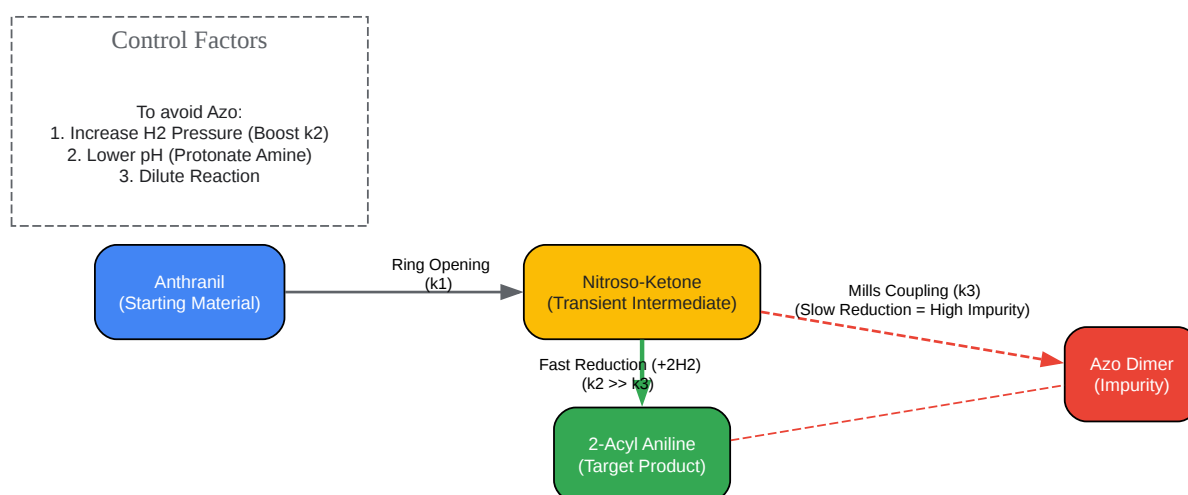 Control Factors
To avoid Azo:
1. Increase H2 Pressure (Boost k2)
2. Lower pH (Protonate Amine)
3. Dilute Reaction
Anthranil
(Starting Material)
Ring Opening
(k1)
Nitroso-Ketone
(Transient Intermediate)
Mills Coupling (k3)
(Slow Reduction = High Impurity)
Fast Reduction (+2H2)
(k2 >> k3)
Azo Dimer
(Impurity)
2-Acyl Aniline
(Target Product)